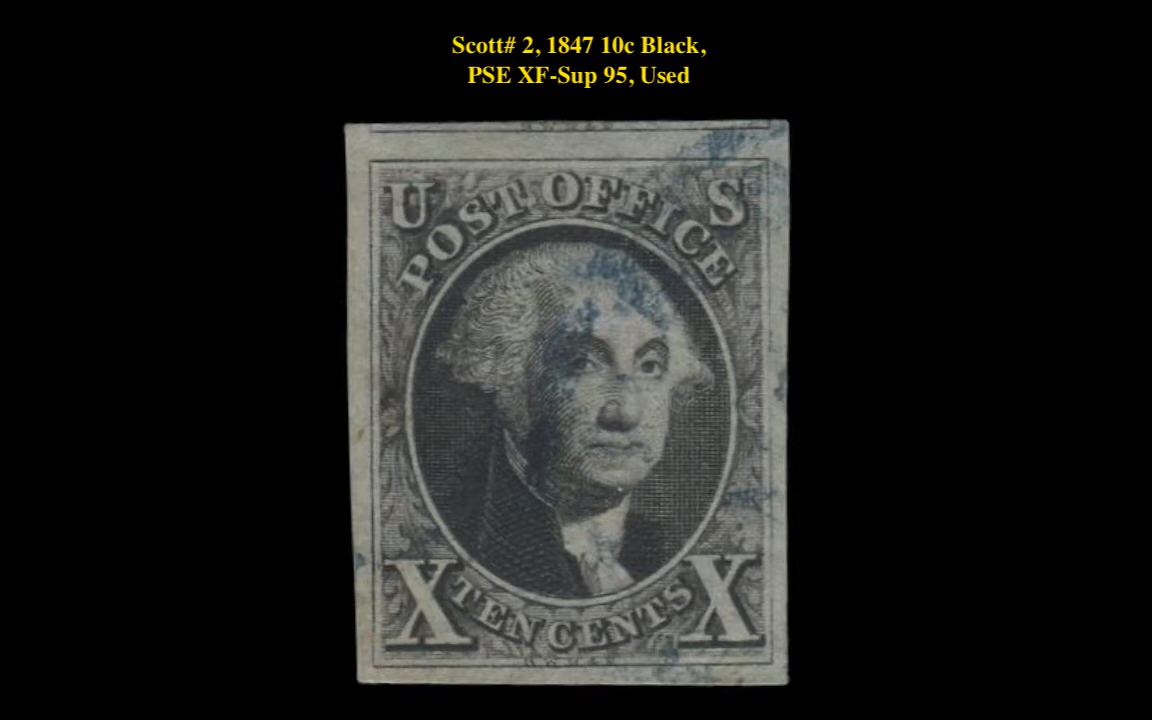 Scott# 2, 1847 10c Black,
PSE XF-Sup 95, Used
U S
POST OFFICE
X TEN CENTS X